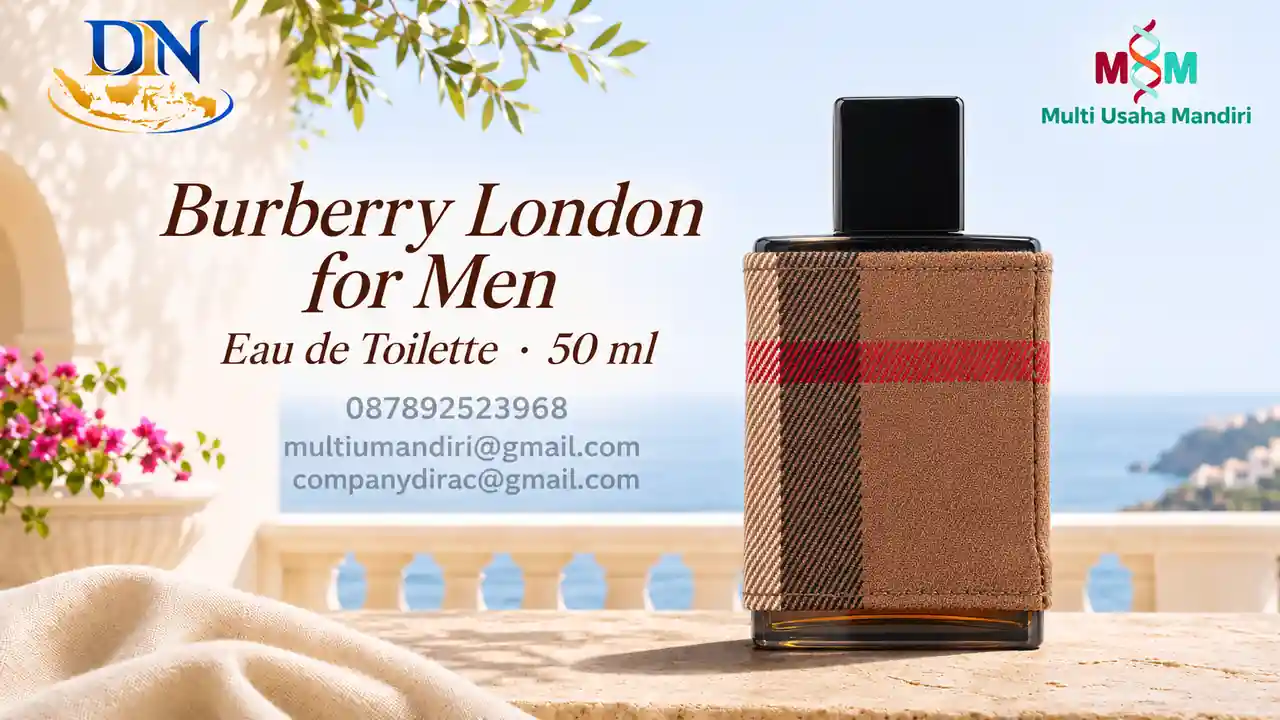 DN
MSM
Multi Usaha Mandiri
Burberry London
for Men
Eau de Toilette · 50 ml
087892523968
multiumandiri@gmail.com
companydirac@gmail.com